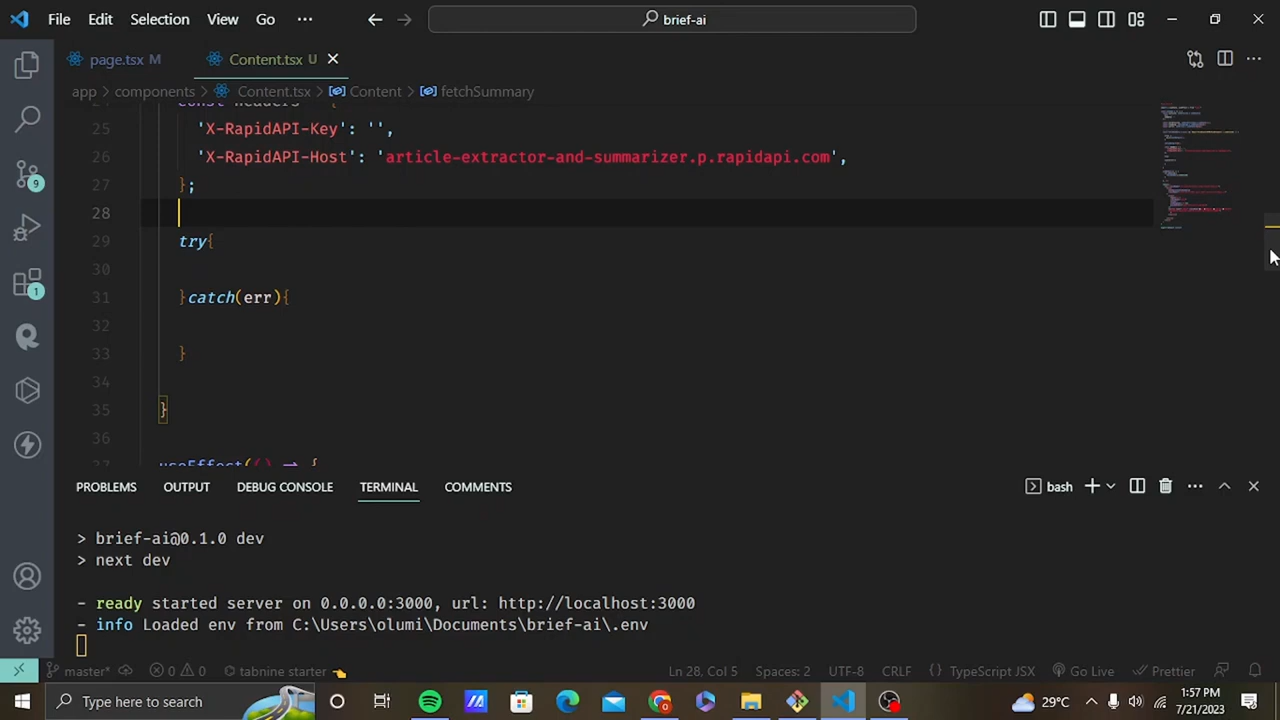 File Edit Selection View Go ··· brief-ai
page.tsx M Content.tsx U
app > components > Content.tsx > Content > fetchSummary
25 'X-RapidAPI-Key': '',
26 'X-RapidAPI-Host': 'article-extractor-and-summarizer.p.rapidapi.com',
27 };
28
29 try{
30
31 }catch(err){
32
33 }
34
35 }
36
useEffect(() → {
9
1
PROBLEMS OUTPUT DEBUG CONSOLE TERMINAL COMMENTS bash
> brief-ai@0.1.0 dev
> next dev
- ready started server on 0.0.0.0:3000, url: http://localhost:3000
- info Loaded env from C:\Users\olumi\Documents\brief-ai\.env
master* 0 0 tabnine starter Ln 28, Col 5 Spaces: 2 UTF-8 CRLF {} TypeScript JSX Go Live Prettier
Type here to search 29°C 1:57 PM
7/21/2023